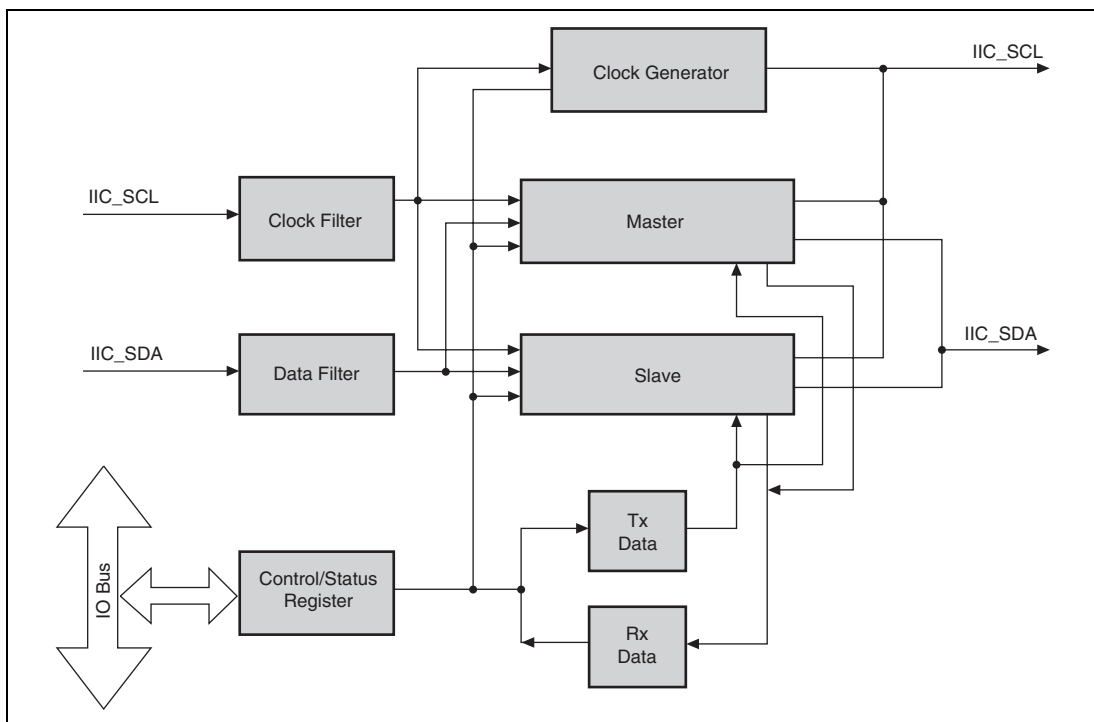 Clock Generator
IIC_SCL
IIC_SCL
Clock Filter
Master
IIC_SDA
Data Filter
Slave
IIC_SDA
Tx
Data
IO Bus
Control/Status
Register
Rx
Data